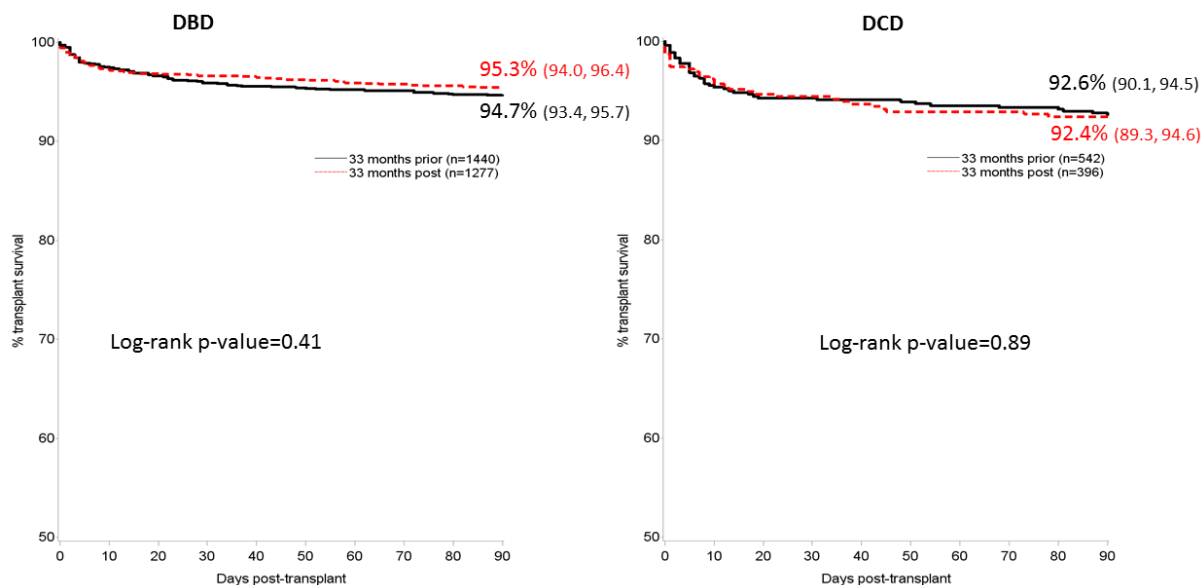 DBD
100
90
80
70
60
50
% transplant survival
95.3% (94.0, 96.4)
94.7% (93.4, 95.7)
33 months prior (n=1440)
33 months post (n=1277)
Log-rank p-value=0.41
0 10 20 30 40 50 60 70 80 90
Days post-transplant
DCD
100
90
80
70
60
50
% transplant survival
92.6% (90.1, 94.5)
92.4% (89.3, 94.6)
33 months prior (n=542)
33 months post (n=396)
Log-rank p-value=0.89
0 10 20 30 40 50 60 70 80 90
Days post-transplant